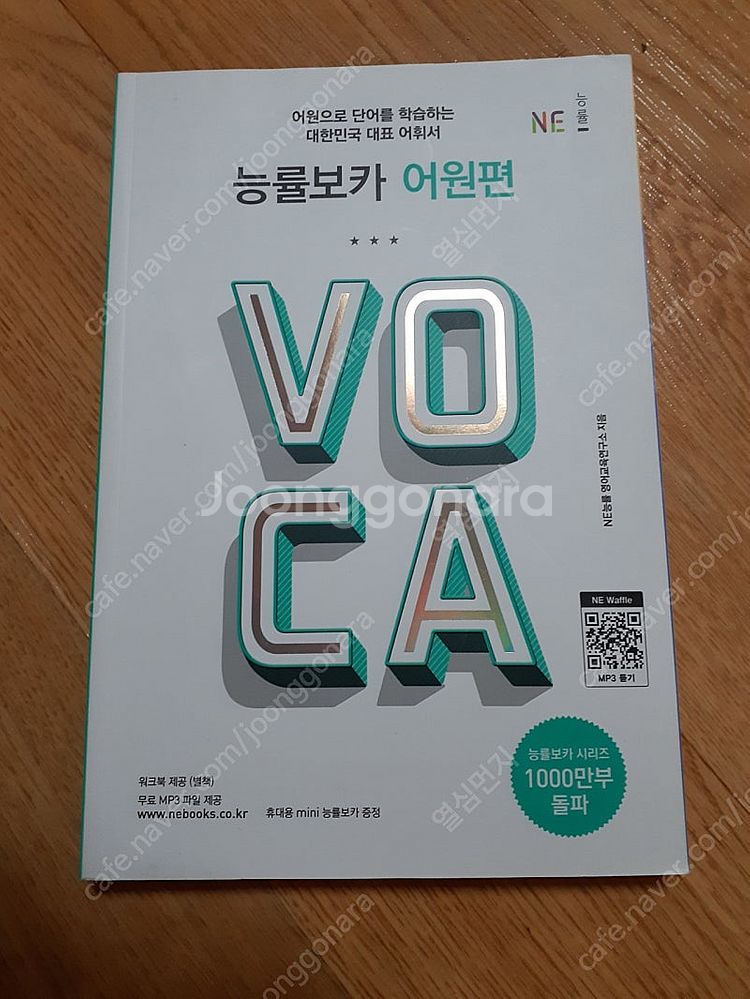 어원으로 단어를 학습하는
대한민국 대표 어휘서
NE 능률
능률보카 어원편
★ ★ ★
VO
CA
NE능률 영어교육연구소 지음
NE Waffle
MP3 듣기
능률보카 시리즈
1000만부
돌파
워크북 제공 (별책)
무료 MP3 파일 제공
www.nebooks.co.kr 휴대용 mini 능률보카 증정
Joonggonara
cafe.naver.com/joonggonara
열심먼지